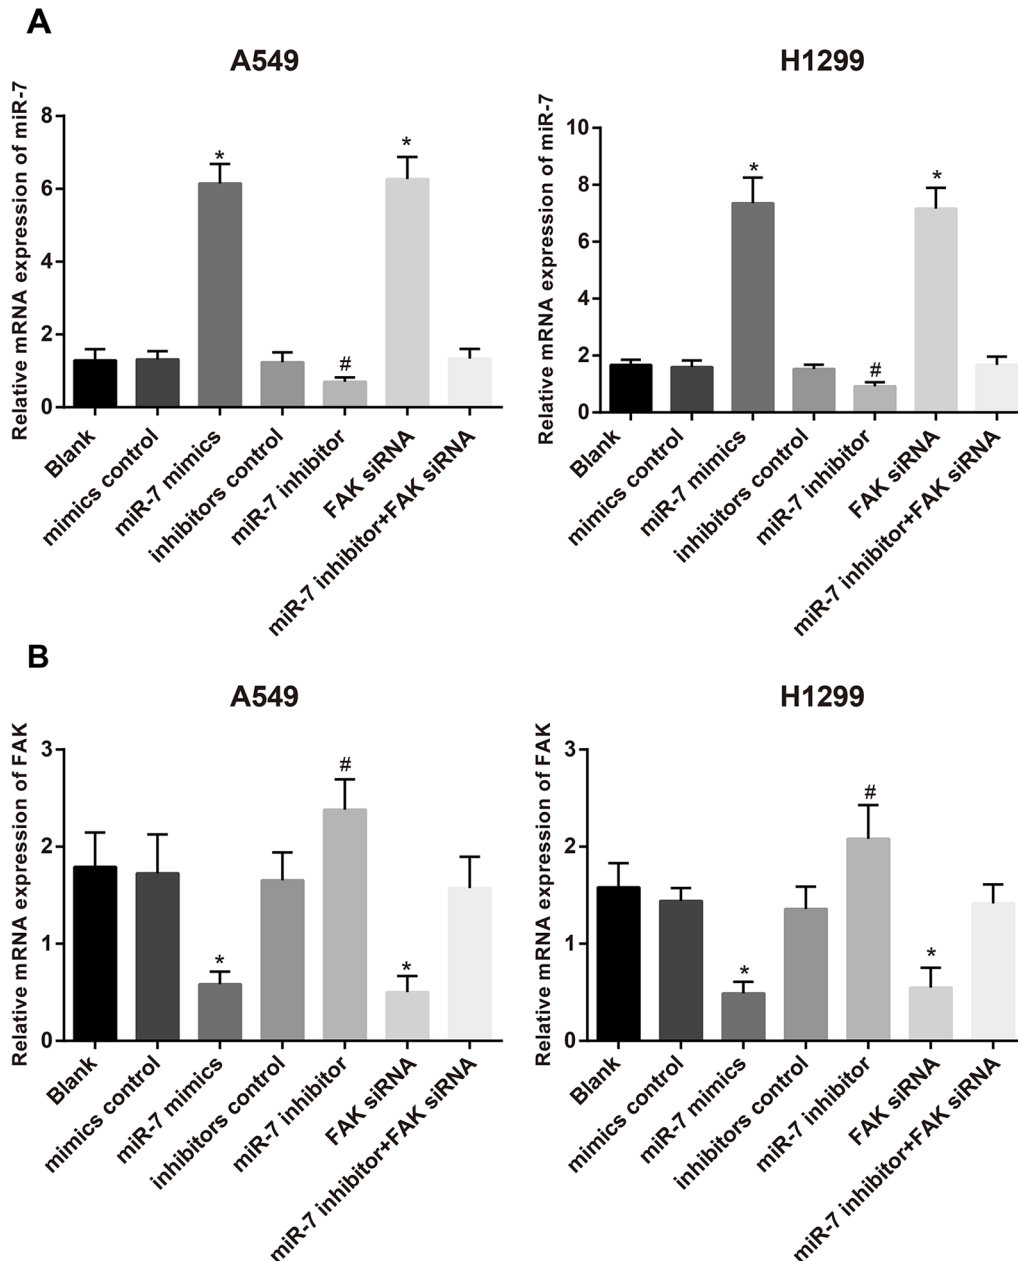 A
A549
Relative mRNA expression of miR-7
8
6
4
2
0
*
*
#
Blank
mimics control
miR-7 mimics
inhibitors control
miR-7 inhibitor
FAK siRNA
miR-7 inhibitor+FAK siRNA
H1299
Relative mRNA expression of miR-7
10
8
6
4
2
0
*
*
#
Blank
mimics control
miR-7 mimics
inhibitors control
miR-7 inhibitor
FAK siRNA
miR-7 inhibitor+FAK siRNA
B
A549
Relative mRNA expression of FAK
3
2
1
0
#
*
*
Blank
mimics control
miR-7 mimics
inhibitors control
miR-7 inhibitor
FAK siRNA
miR-7 inhibitor+FAK siRNA
H1299
Relative mRNA expression of FAK
3
2
1
0
#
*
*
Blank
mimics control
miR-7 mimics
inhibitors control
miR-7 inhibitor
FAK siRNA
miR-7 inhibitor+FAK siRNA